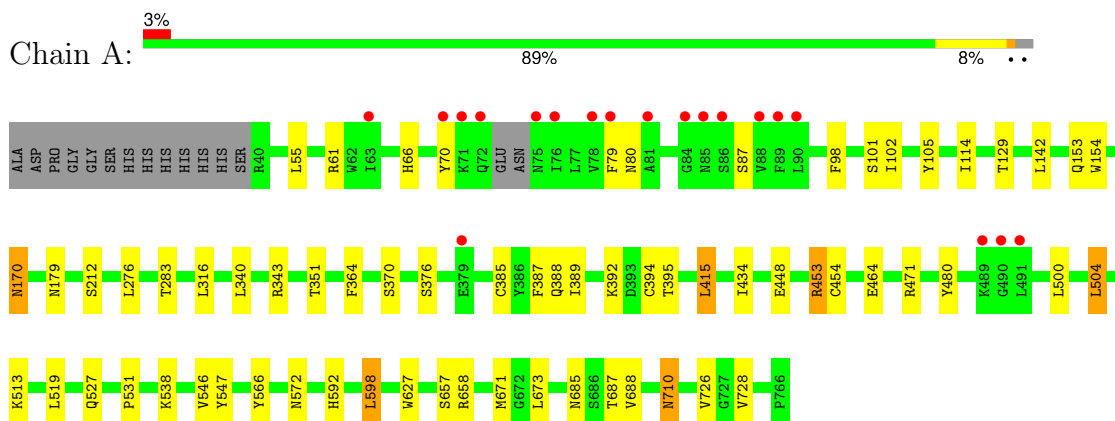 3%
Chain A:
89% 8% • •
ALA ASP PRO GLY GLY SER HIS HIS HIS HIS HIS HIS SER R40 L55 R61 W62 I63 H66 Y70 K71 Q72 GLU ASN N75 I76 L77 V78 F79 N80 A81 G84 N85 S86 S87 V88 F89 L90 F98 S101 I102 Y105 I114 T129 L142 Q153 W154
N170 N179 S212 L276 T283 L316 L340 R343 T351 F364 S370 S376 E379 C385 Y386 F387 Q388 I389 K392 D393 C394 T395 L415 I434 E448 R453 C454 E464 R471 Y480 K489 G490 L491 L500 L504
K513 L519 Q527 P531 K538 V546 Y547 Y566 N572 H592 L598 W627 S657 R658 M671 G672 L673 N685 S686 T687 V688 N710 V726 G727 V728 P766